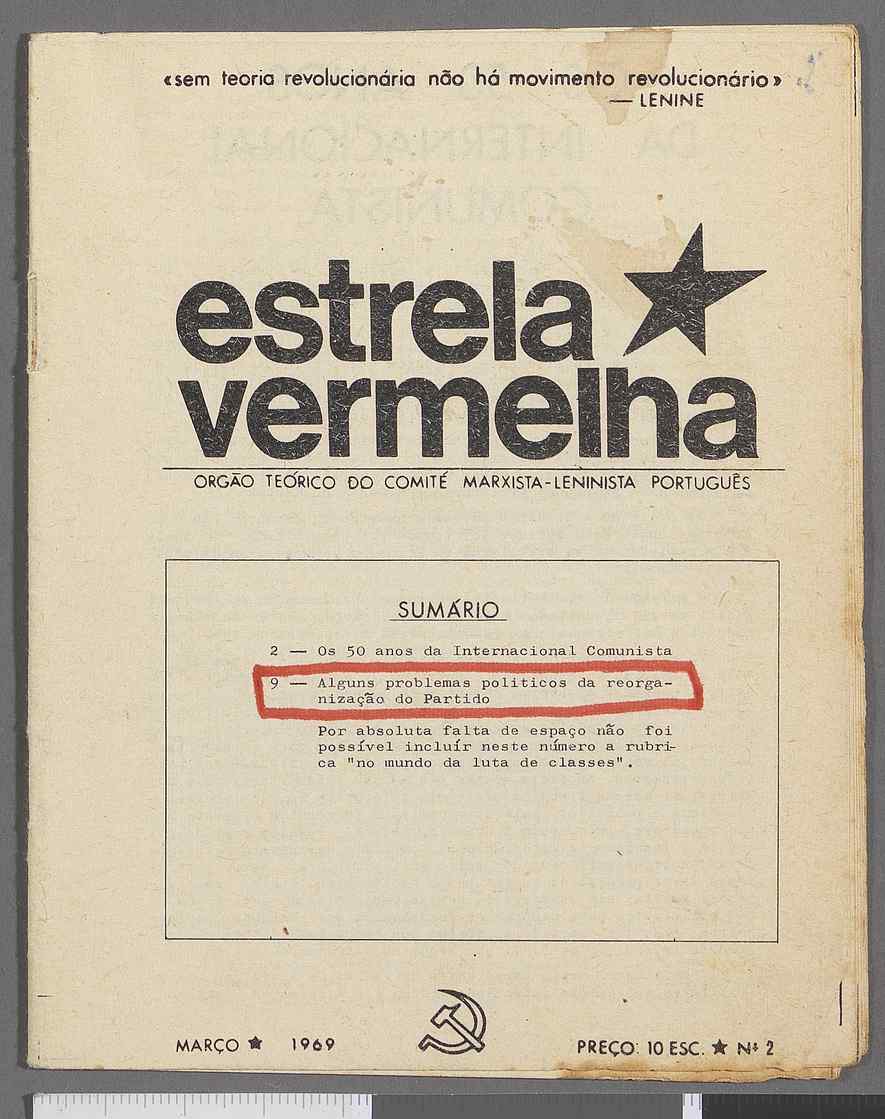 «sem teoria revolucionária não há movimento revolucionário»
— LENINE
estrela
vermelha
ORGÃO TEÓRICO DO COMITÉ MARXISTA-LENINISTA PORTUGUÊS
SUMÁRIO
2 — Os 50 anos da Internacional Comunista
9 — Alguns problemas politicos da reorga-
nização do Partido
Por absoluta falta de espaço não foi
possível incluír neste número a rubri-
ca "no mundo da luta de classes".
MARÇO ★ 1969
PREÇO: 10 ESC. ★ Nº 2